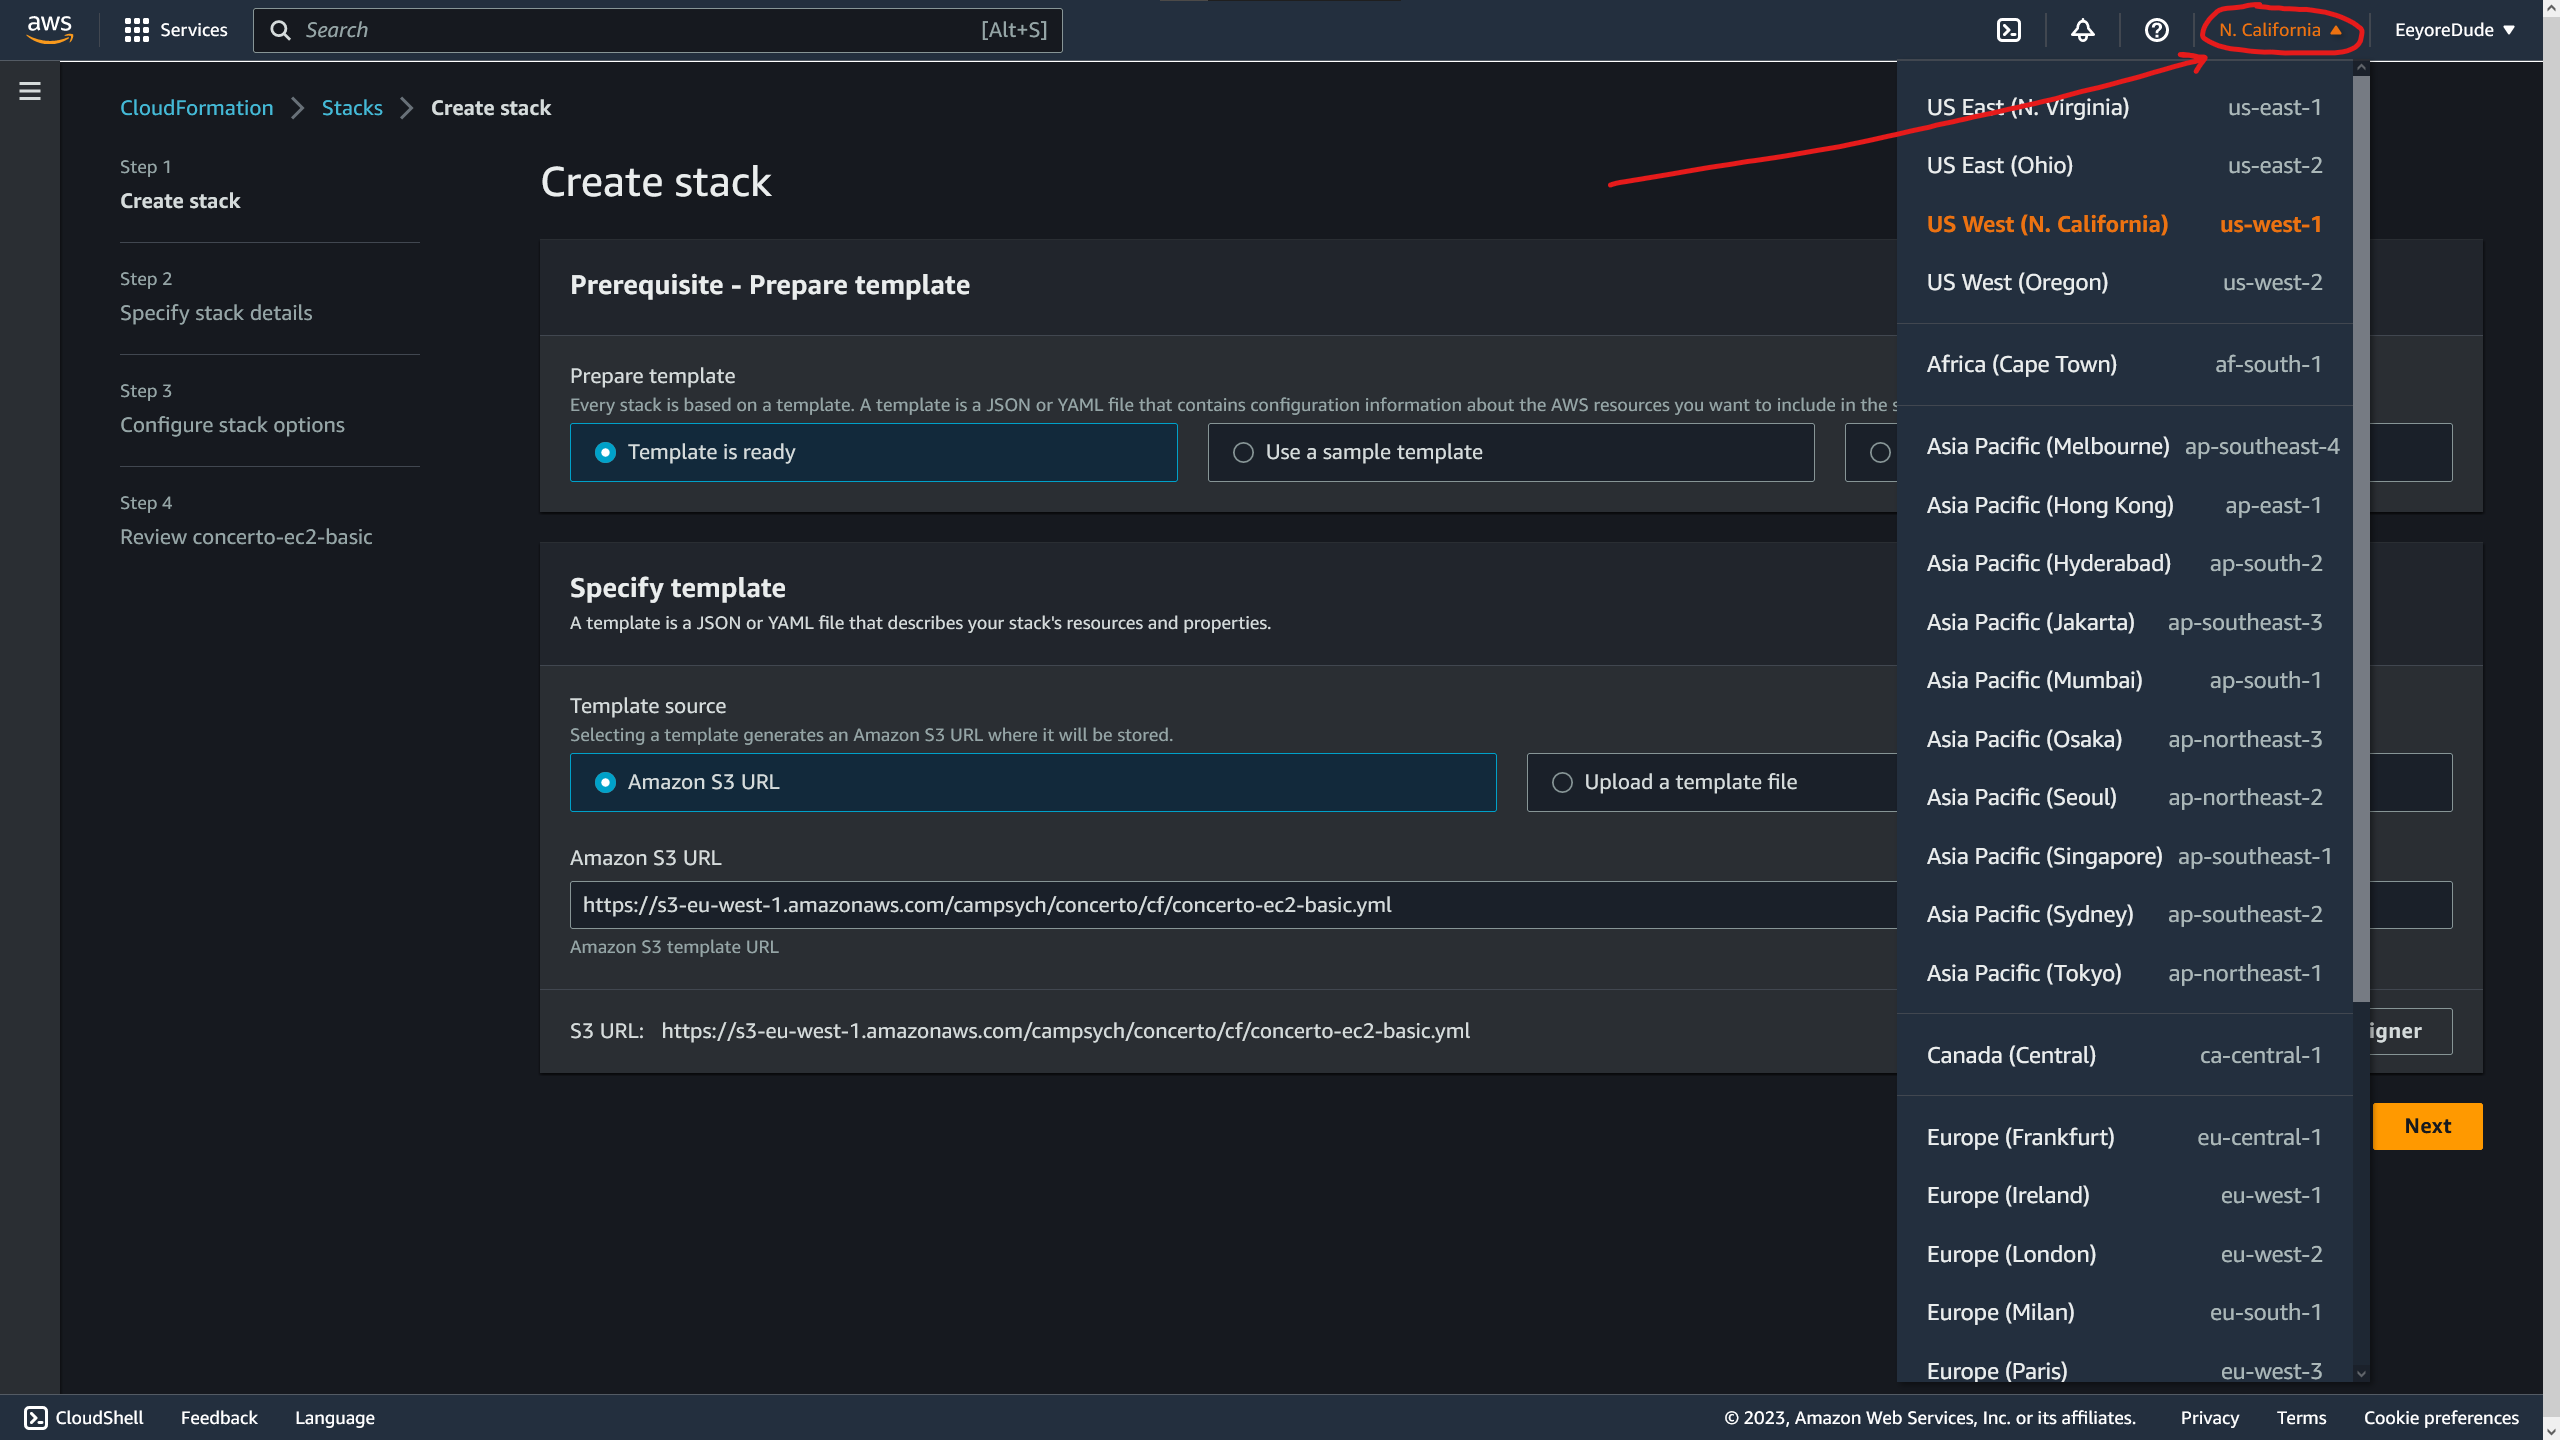 aws Services Search [Alt+S] N. California EeyoreDude
CloudFormation Stacks Create stack
Step 1
Create stack
Step 2
Specify stack details
Step 3
Configure stack options
Step 4
Review concerto-ec2-basic
Create stack
Prerequisite - Prepare template
Prepare template
Every stack is based on a template. A template is a JSON or YAML file that contains configuration information about the AWS resources you want to include in the s
Template is ready Use a sample template
Specify template
A template is a JSON or YAML file that describes your stack's resources and properties.
Template source
Selecting a template generates an Amazon S3 URL where it will be stored.
Amazon S3 URL Upload a template file
Amazon S3 URL
https://s3-eu-west-1.amazonaws.com/campsych/concerto/cf/concerto-ec2-basic.yml
Amazon S3 template URL
S3 URL: https://s3-eu-west-1.amazonaws.com/campsych/concerto/cf/concerto-ec2-basic.yml
igner
Next
US East (N. Virginia) us-east-1
US East (Ohio) us-east-2
US West (N. California) us-west-1
US West (Oregon) us-west-2
Africa (Cape Town) af-south-1
Asia Pacific (Melbourne) ap-southeast-4
Asia Pacific (Hong Kong) ap-east-1
Asia Pacific (Hyderabad) ap-south-2
Asia Pacific (Jakarta) ap-southeast-3
Asia Pacific (Mumbai) ap-south-1
Asia Pacific (Osaka) ap-northeast-3
Asia Pacific (Seoul) ap-northeast-2
Asia Pacific (Singapore) ap-southeast-1
Asia Pacific (Sydney) ap-southeast-2
Asia Pacific (Tokyo) ap-northeast-1
Canada (Central) ca-central-1
Europe (Frankfurt) eu-central-1
Europe (Ireland) eu-west-1
Europe (London) eu-west-2
Europe (Milan) eu-south-1
Europe (Paris) eu-west-3
CloudShell Feedback Language © 2023, Amazon Web Services, Inc. or its affiliates. Privacy Terms Cookie preferences